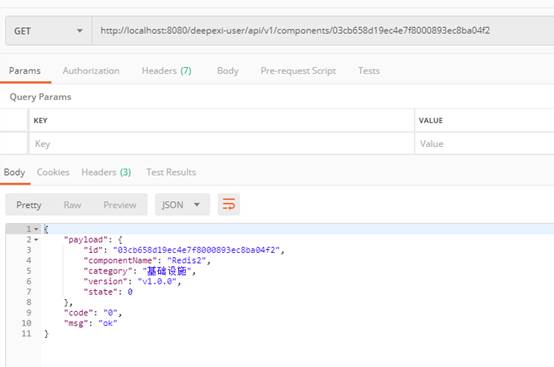 GET http://localhost:8080/deepexi-user/api/v1/components/03cb658d19ec4e7f8000893ec8ba04f2
Params Authorization Headers (7) Body Pre-request Script Tests
Query Params
KEY VALUE
Key Value
Body Cookies Headers (3) Test Results
Pretty Raw Preview JSON
1 {
2 "payload": {
3 "id": "03cb658d19ec4e7f8000893ec8ba04f2",
4 "componentName": "Redis2",
5 "category": "基础设施",
6 "version": "v1.0.0",
7 "state": 0
8 },
9 "code": "0",
10 "msg": "ok"
11 }